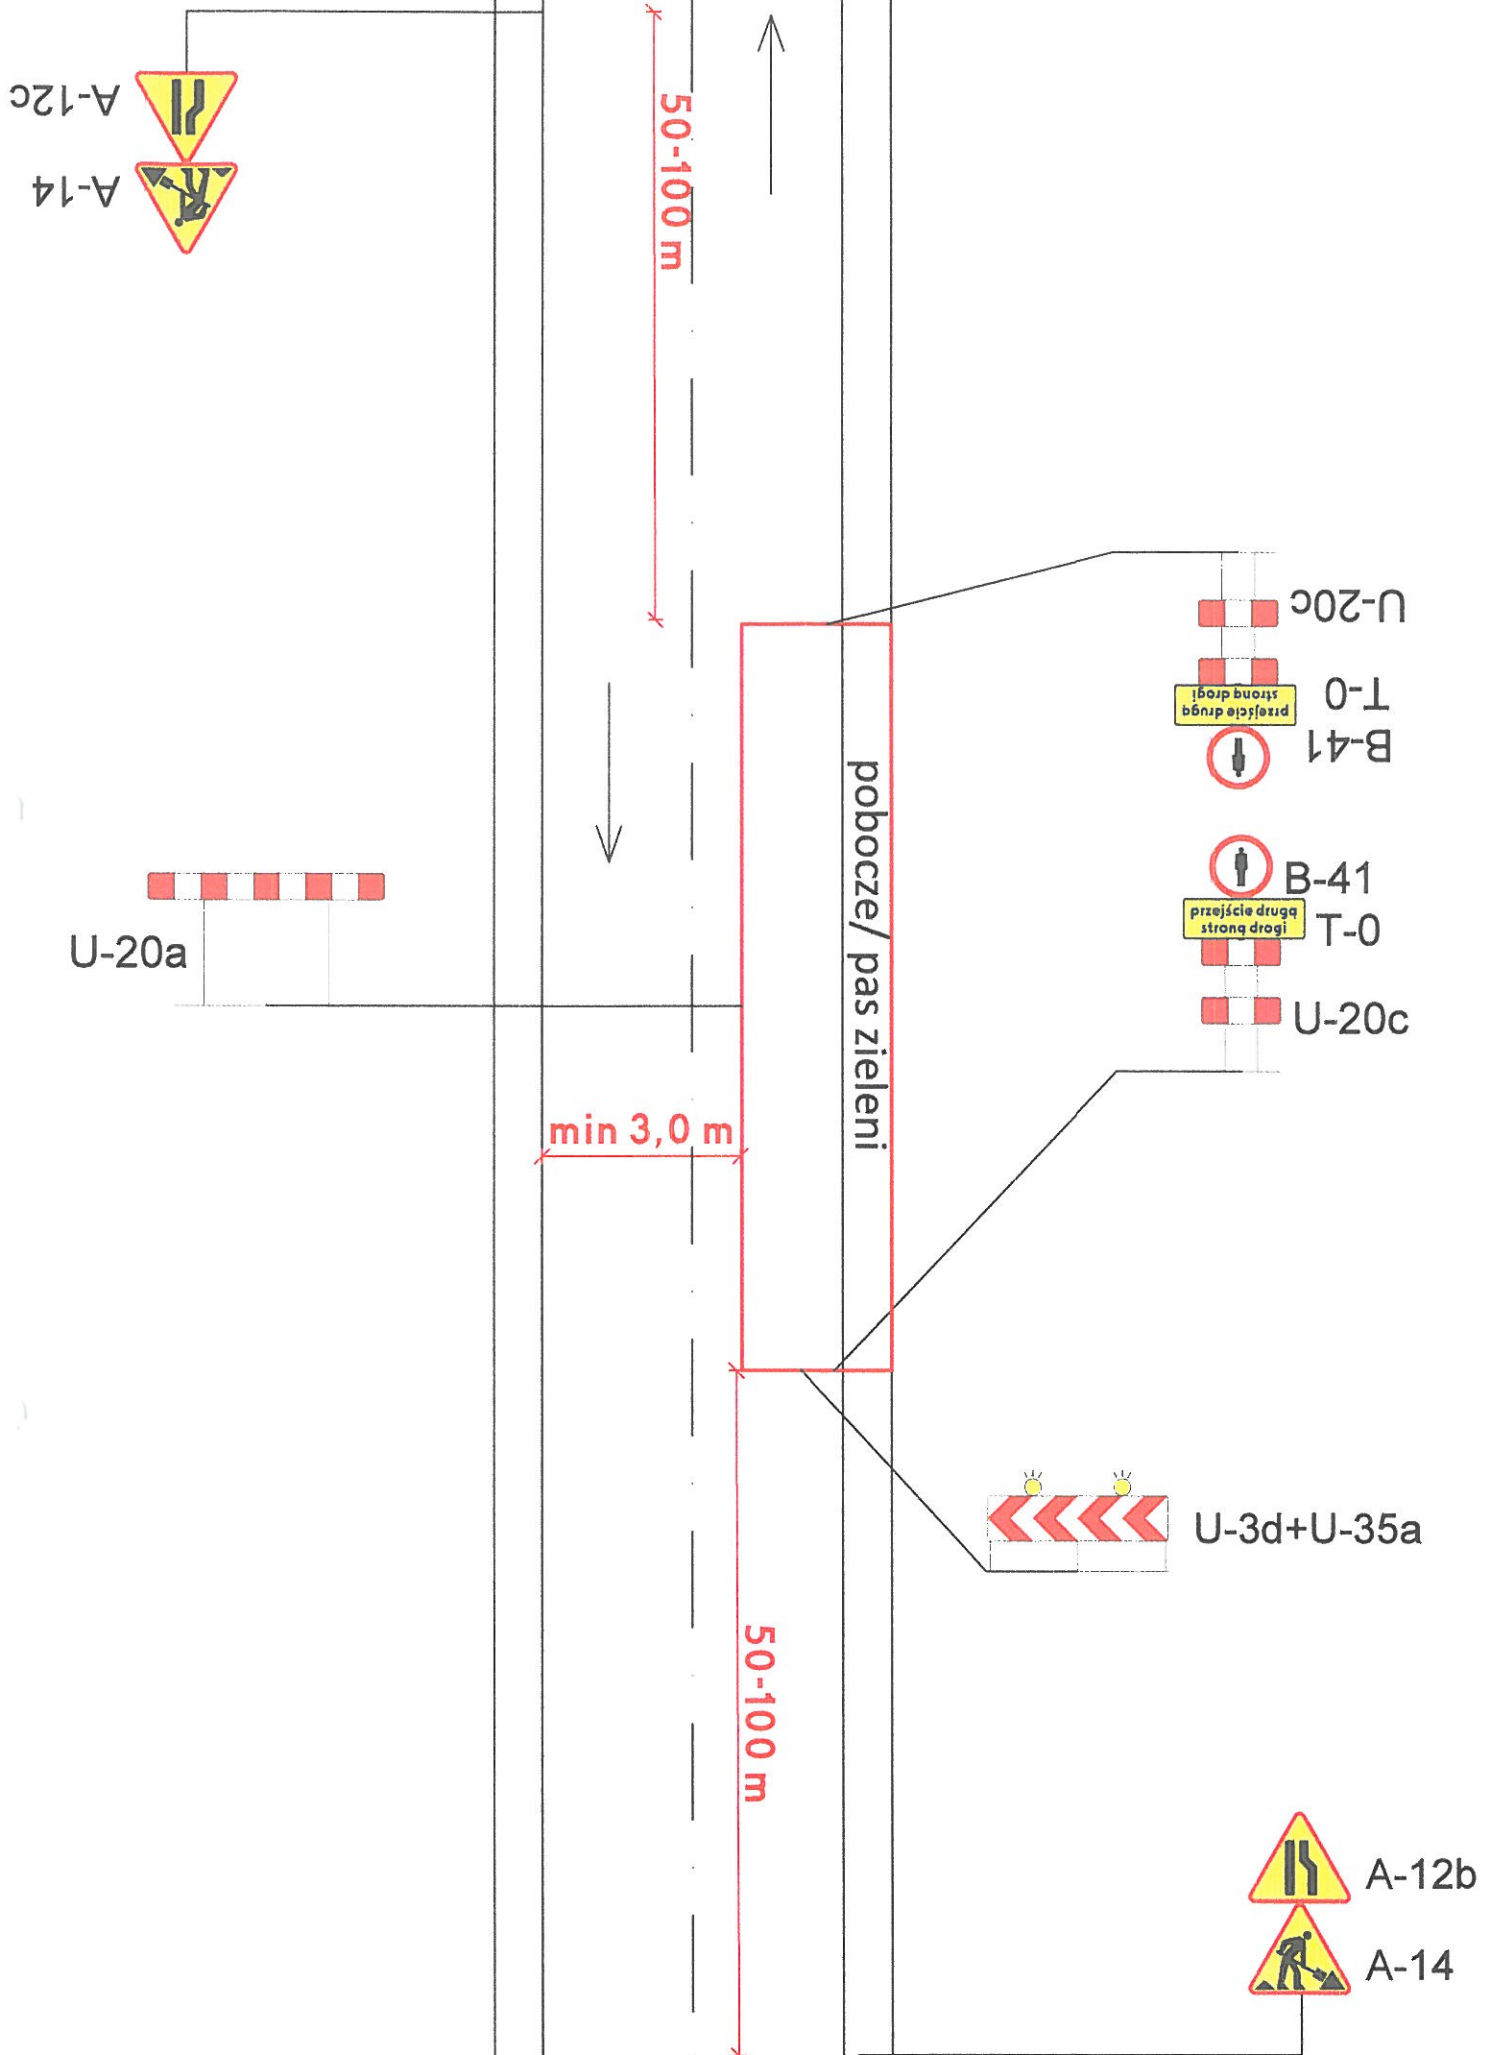 A-12c
A-14
50-100 m
U-20c
T-0
przejście drugą
stroną drogi
B-41
pobocze/ pas zieleni
B-41
przejście drugą
stroną drogi
T-0
U-20a
U-20c
min 3,0 m
U-3d+U-35a
50-100 m
A-12b
A-14